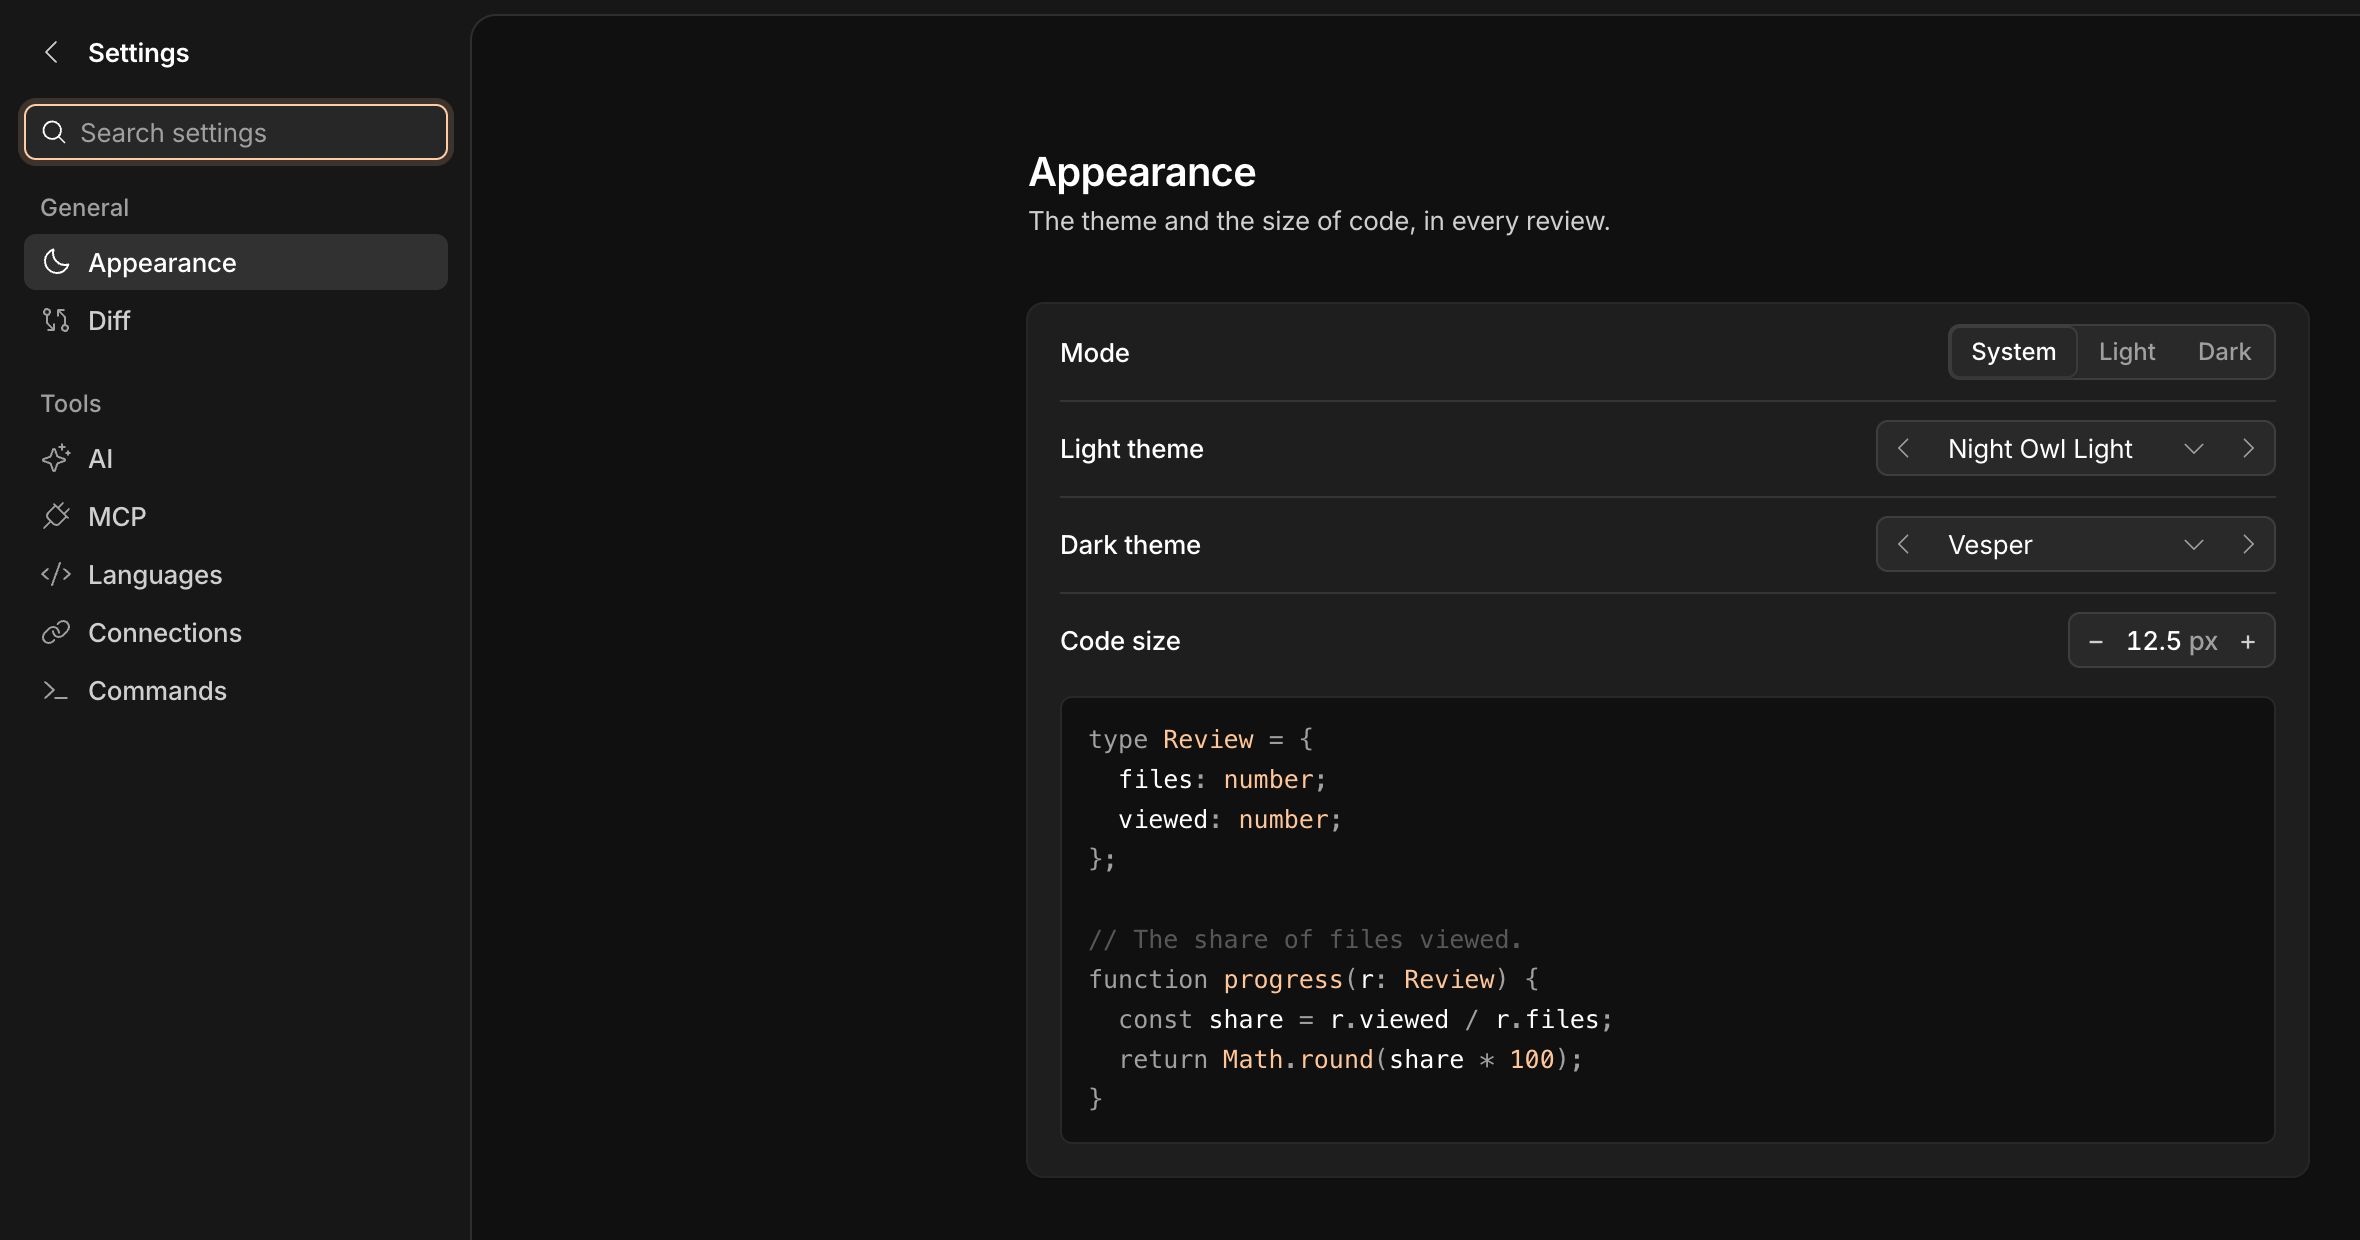 Settings
Search settings
General
Appearance
Diff
Tools
AI
MCP
Languages
Connections
Commands
Appearance
The theme and the size of code, in every review.
Mode
System Light Dark
Light theme
Night Owl Light
Dark theme
Vesper
Code size
− 12.5 px +
type Review = {
  files: number;
  viewed: number;
};

// The share of files viewed.
function progress(r: Review) {
  const share = r.viewed / r.files;
  return Math.round(share * 100);
}